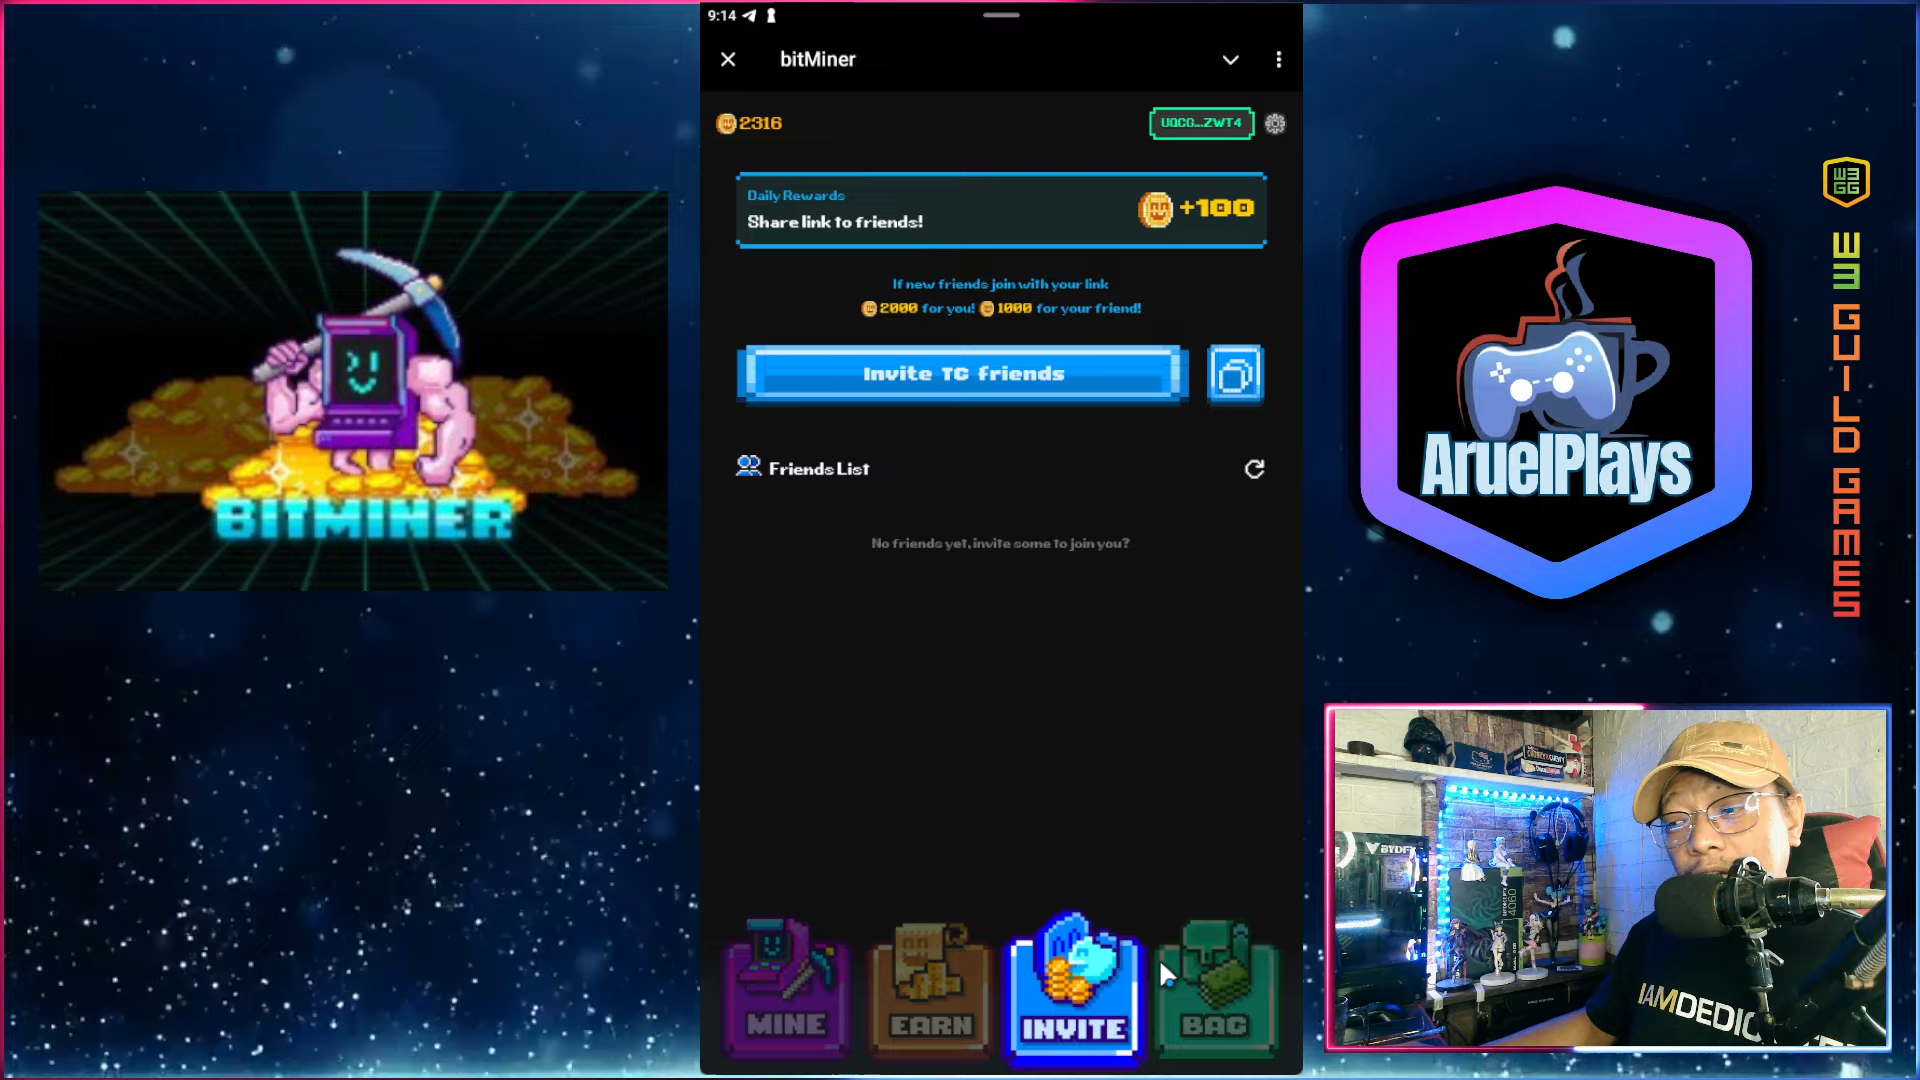 9:14
bitMiner
2316
UQCG...ZWT4
Daily Rewards
Share link to friends!
+100
If new friends join with your link
2000 for you! 1000 for your friend!
Invite TG friends
Friends List
No friends yet, invite some to join you?
MINE
EARN
INVITE
BAG
BITMINER
AruelPlays
W3GG
W3 GUILD GAMES
4060
IAMDEDIC